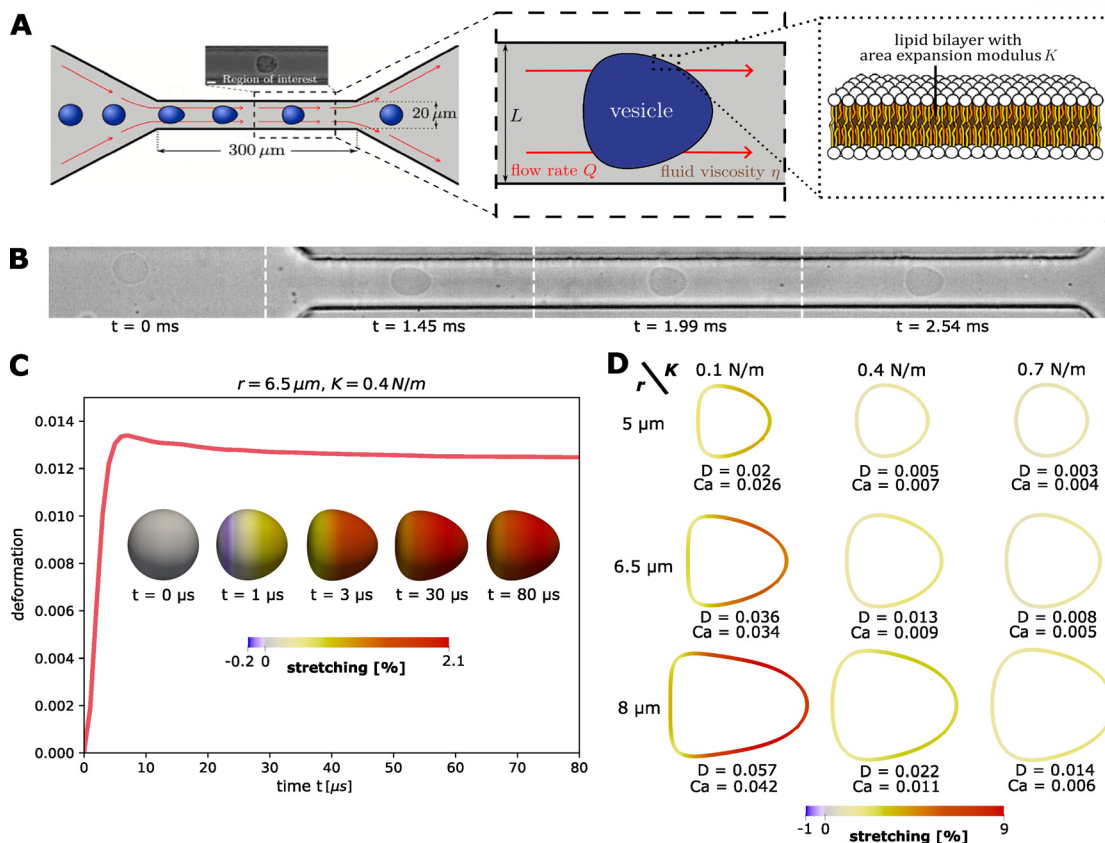 A
Region of interest
20 μm
300 μm
L
vesicle
flow rate Q
fluid viscosity η
lipid bilayer with
area expansion modulus K
B
t = 0 ms
t = 1.45 ms
t = 1.99 ms
t = 2.54 ms
C
r = 6.5 μm, K = 0.4 N/m
deformation
0.014
0.012
0.010
0.008
0.006
0.004
0.002
0.000
t = 0 μs
t = 1 μs
t = 3 μs
t = 30 μs
t = 80 μs
-0.2 0 2.1
stretching [%]
0 10 20 30 40 50 60 70 80
time t [μs]
D
r K
0.1 N/m 0.4 N/m 0.7 N/m
5 μm
D = 0.02
Ca = 0.026
D = 0.005
Ca = 0.007
D = 0.003
Ca = 0.004
6.5 μm
D = 0.036
Ca = 0.034
D = 0.013
Ca = 0.009
D = 0.008
Ca = 0.005
8 μm
D = 0.057
Ca = 0.042
D = 0.022
Ca = 0.011
D = 0.014
Ca = 0.006
-1 0 9
stretching [%]